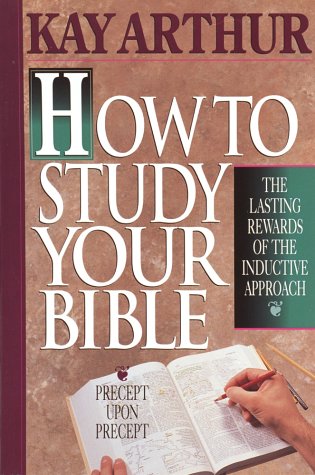 KAY ARTHUR
HOW TO
STUDY
YOUR
BIBLE
THE
LASTING
REWARDS
OF THE
INDUCTIVE
APPROACH
PRECEPT
UPON
PRECEPT